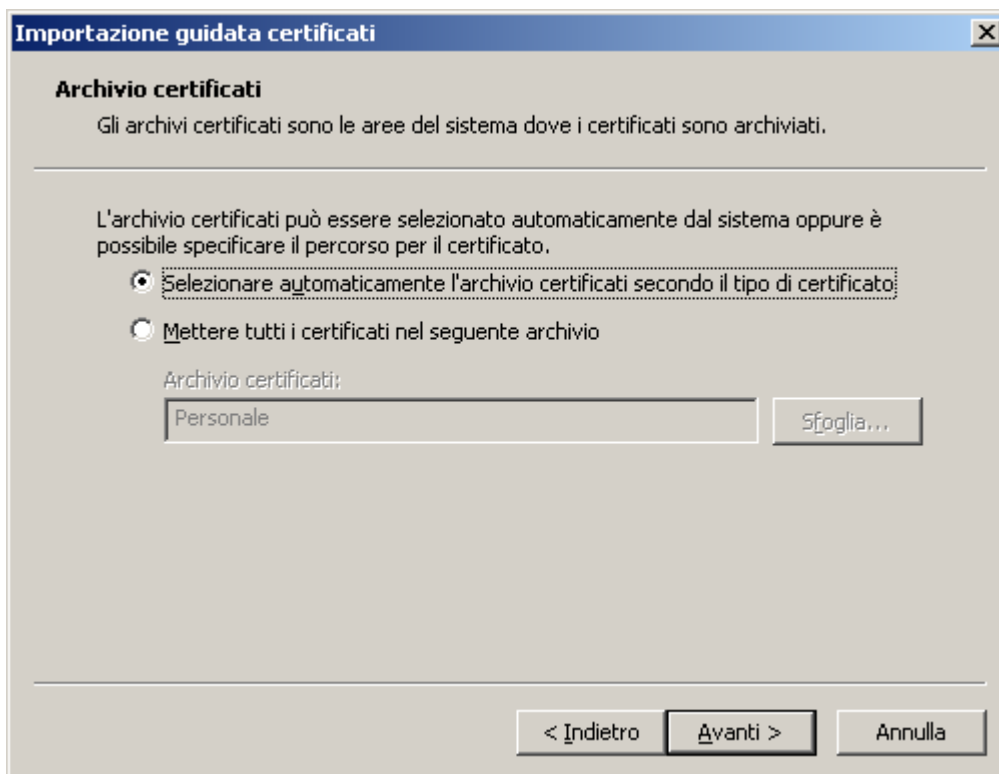 Importazione guidata certificati
Archivio certificati
Gli archivi certificati sono le aree del sistema dove i certificati sono archiviati.
L'archivio certificati può essere selezionato automaticamente dal sistema oppure è
possibile specificare il percorso per il certificato.
Selezionare automaticamente l'archivio certificati secondo il tipo di certificato
Mettere tutti i certificati nel seguente archivio
Archivio certificati:
Personale
Sfoglia...
< Indietro
Avanti >
Annulla